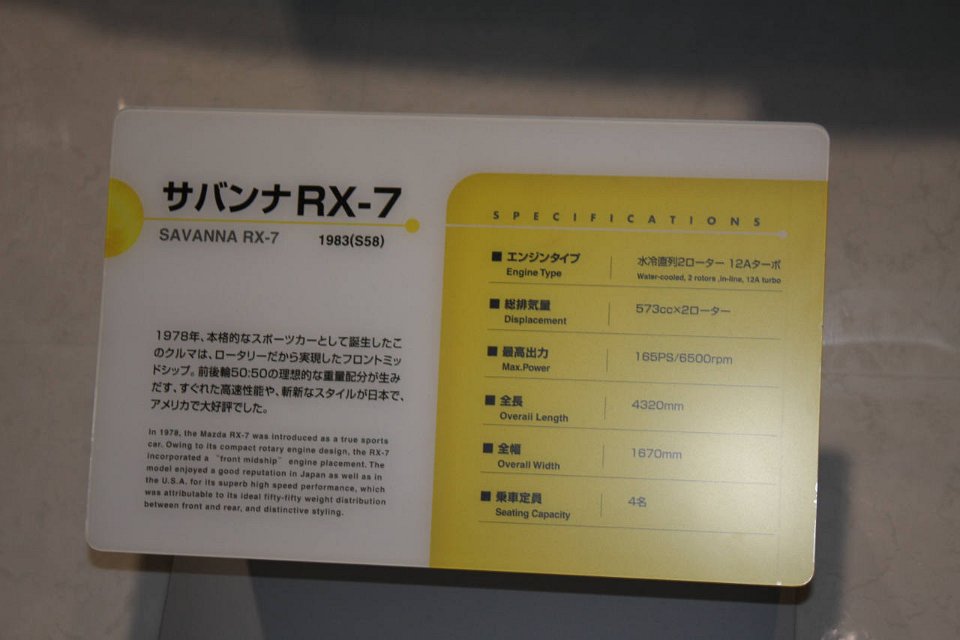 サバンナRX-7
SAVANNA RX-7 1983(S58)
1978年、本格的なスポーツカーとして誕生したこ
のクルマは、ロータリーだから実現したフロントミッ
ドシップ。前後輪50:50の理想的な重量配分が生み
だす、すぐれた高速性能や、斬新なスタイルが日本で、
アメリカで大好評でした。
In 1978, the Mazda RX-7 was introduced as a true sports
car. Owing to its compact rotary engine design, the RX-7
incorporated a "front midship" engine placement. The
model enjoyed a good reputation in Japan as well as in
the U.S.A. for its superb high speed performance, which
was attributable to its ideal fifty-fifty weight distribution
between front and rear, and distinctive styling.
SPECIFICATIONS
■ エンジンタイプ 水冷直列2ローター 12Aターボ
Engine Type Water-cooled, 2 rotors ,in-line, 12A turbo
■ 総排気量 573cc×2ローター
Displacement
■ 最高出力 165PS/6500rpm
Max.Power
■ 全長 4320mm
Overall Length
■ 全幅 1670mm
Overall Width
■ 乗車定員 4名
Seating Capacity